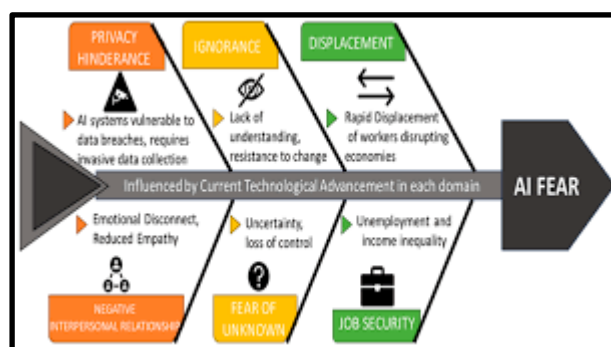 PRIVACY
HINDERANCE
AI systems vulnerable to
data breaches, requires
invasive data collection
IGNORANCE
Lack of
understanding,
resistance to change
DISPLACEMENT
Rapid Displacement
of workers disrupting
economies
Influenced by Current Technological Advancement in each domain
AI FEAR
Emotional Disconnect,
Reduced Empathy
NEGATIVE
INTERPERSONAL RELATIONSHIP
Uncertainty,
loss of control
?
FEAR OF
UNKNOWN
Unemployment and
income inequality
JOB SECURITY